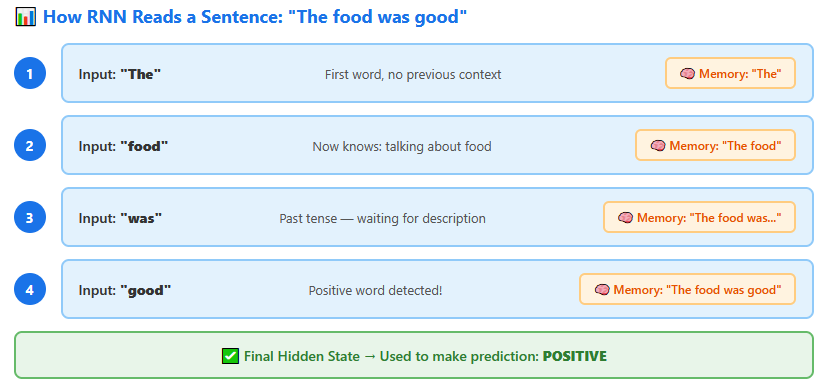 📊 How RNN Reads a Sentence: "The food was good"
1 Input: "The" First word, no previous context 🧠 Memory: "The"
2 Input: "food" Now knows: talking about food 🧠 Memory: "The food"
3 Input: "was" Past tense — waiting for description 🧠 Memory: "The food was..."
4 Input: "good" Positive word detected! 🧠 Memory: "The food was good"
✅ Final Hidden State → Used to make prediction: POSITIVE